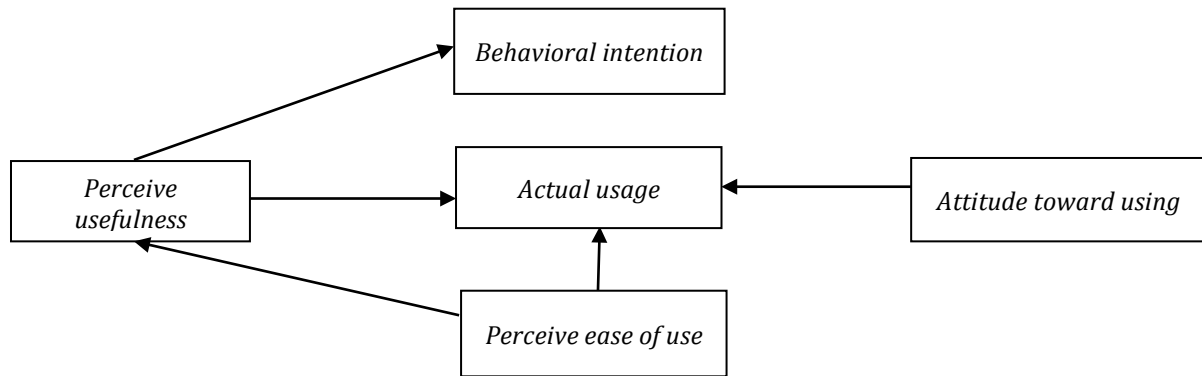 Behavioral intention
Perceive
usefulness
Actual usage
Attitude toward using
Perceive ease of use